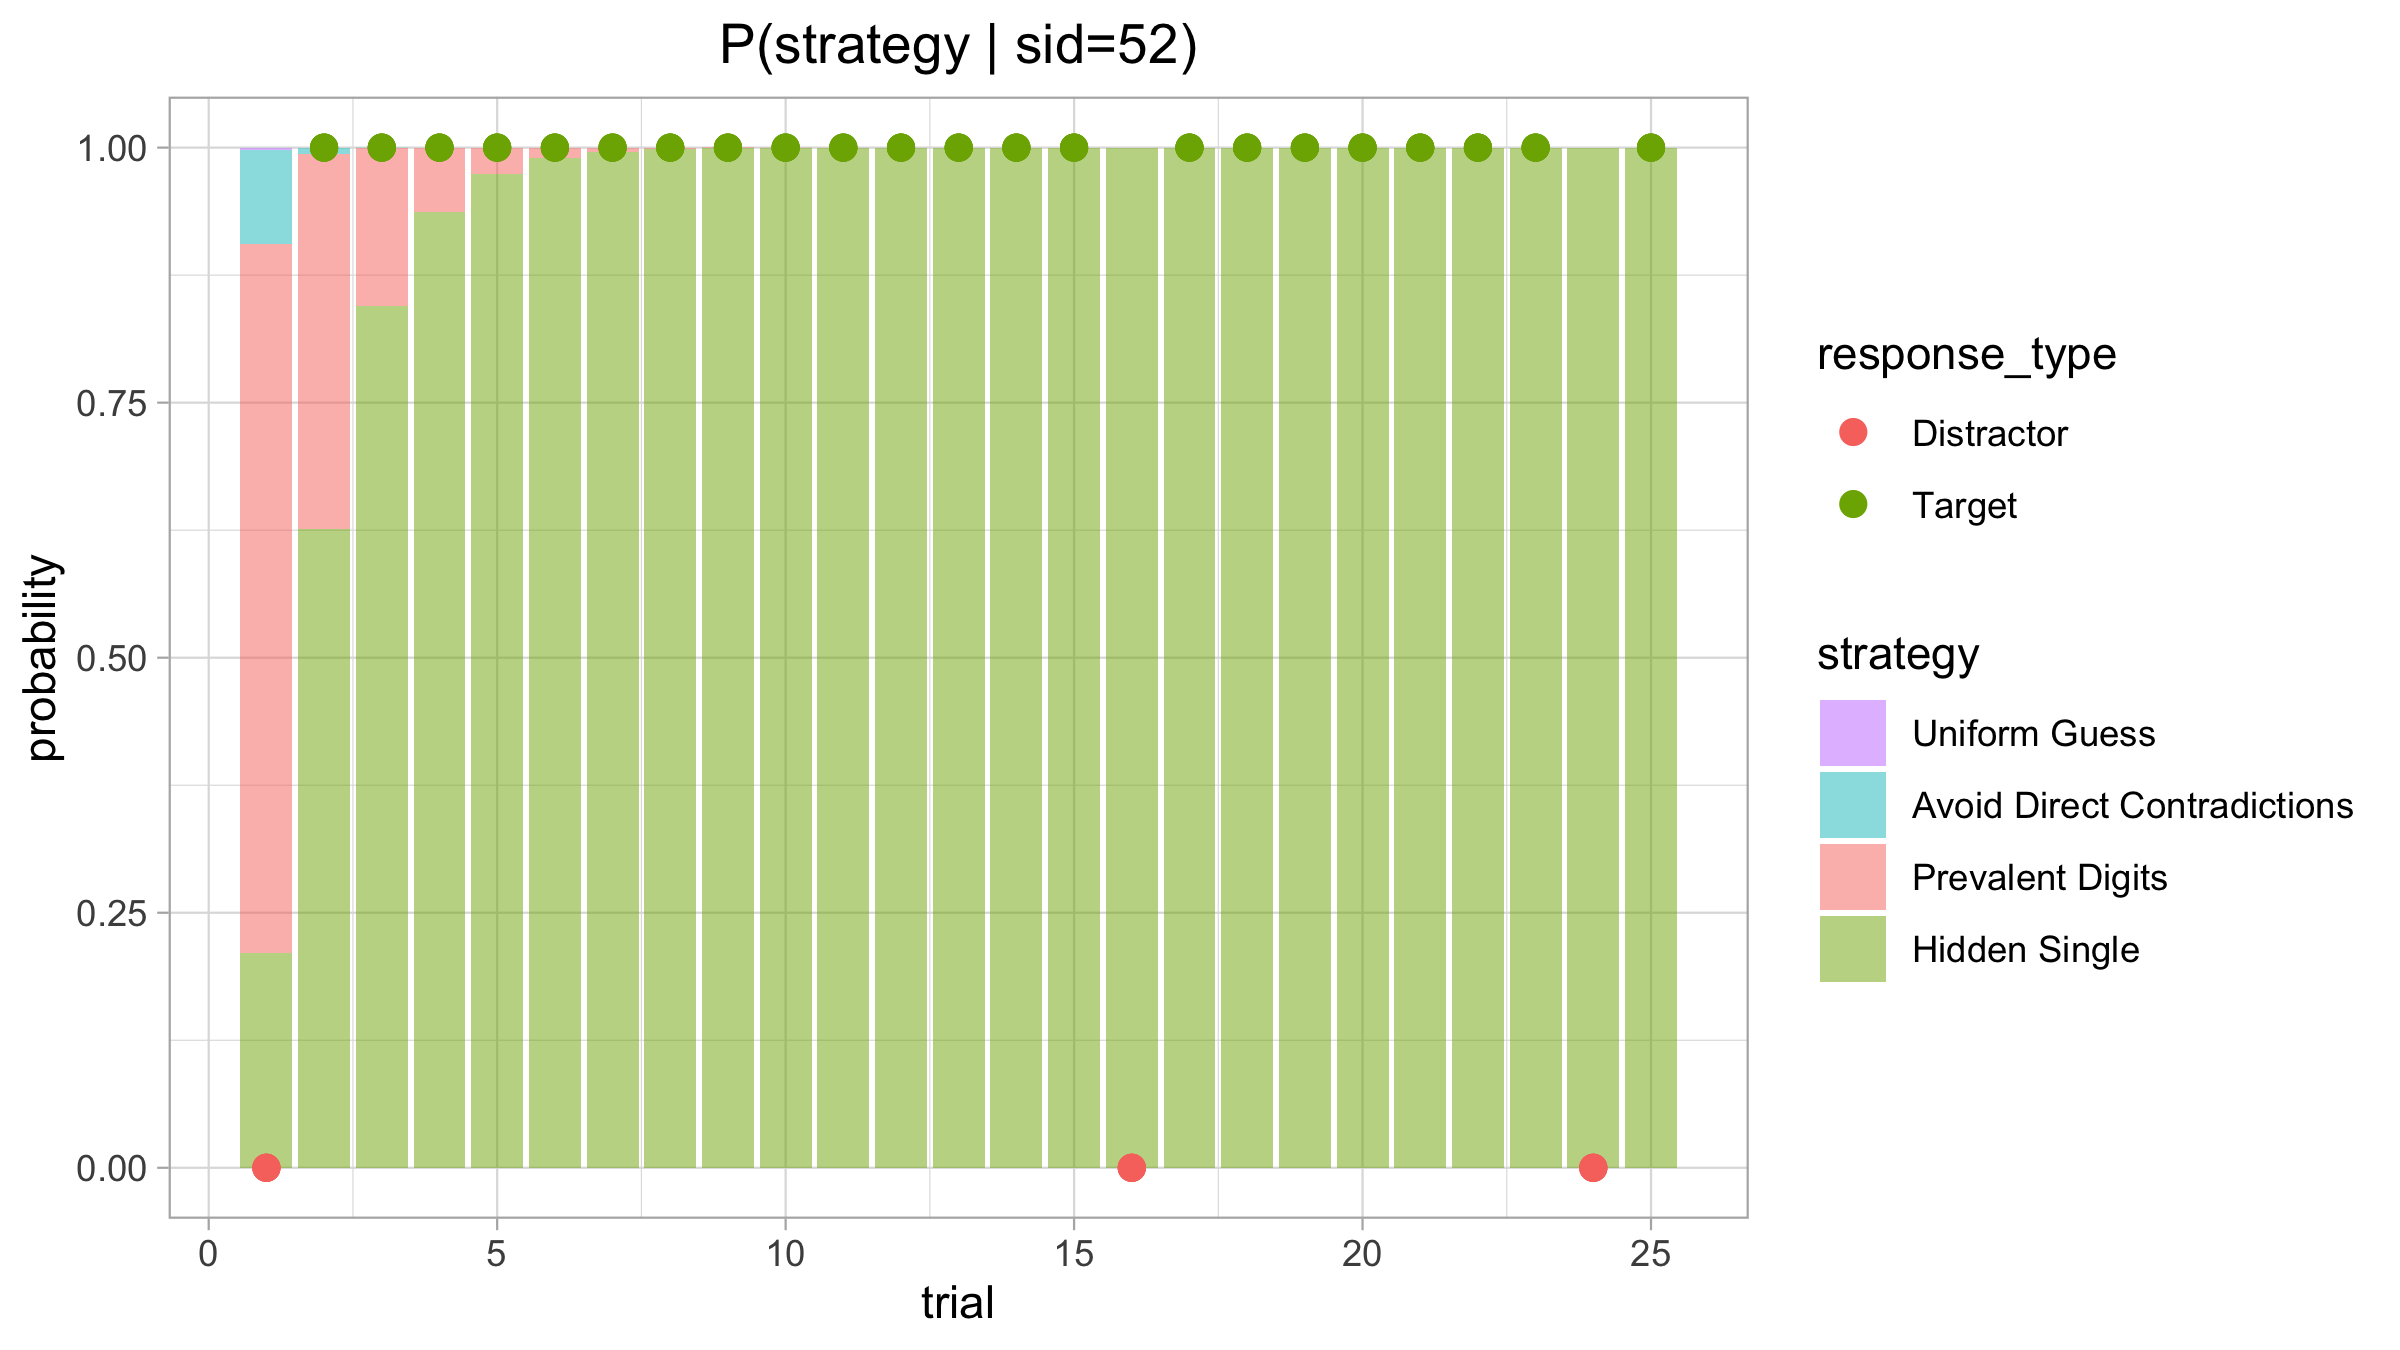 P(strategy | sid=52)
probability
1.00
0.75
0.50
0.25
0.00
0 5 10 15 20 25
trial
response_type
Distractor
Target
strategy
Uniform Guess
Avoid Direct Contradictions
Prevalent Digits
Hidden Single